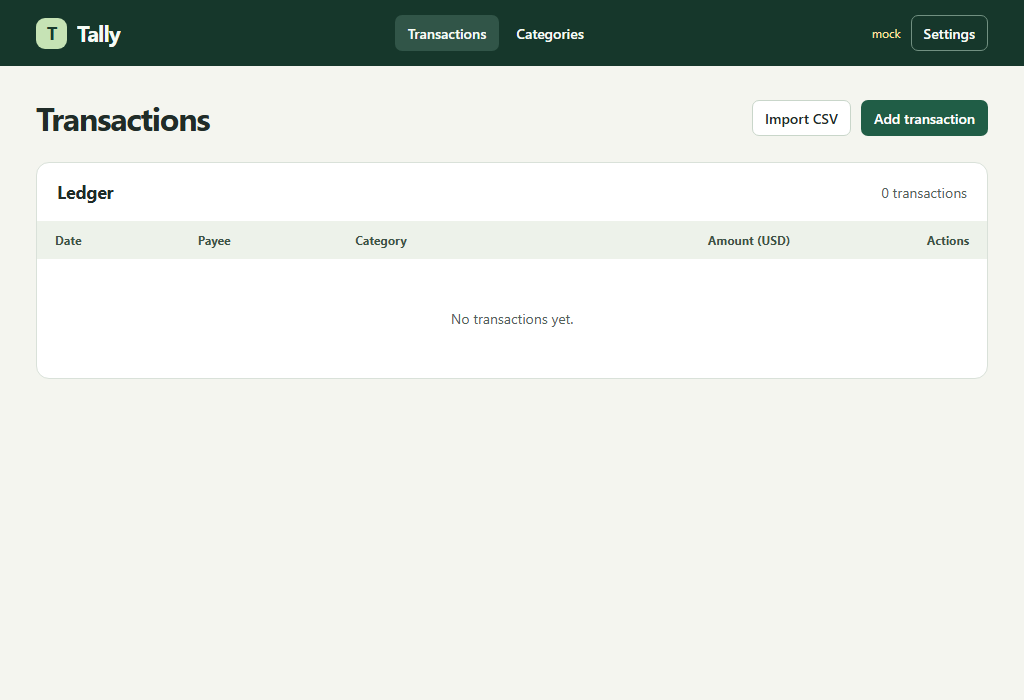 T Tally Transactions Categories mock Settings
Transactions Import CSV Add transaction
Ledger 0 transactions
Date Payee Category Amount (USD) Actions
No transactions yet.